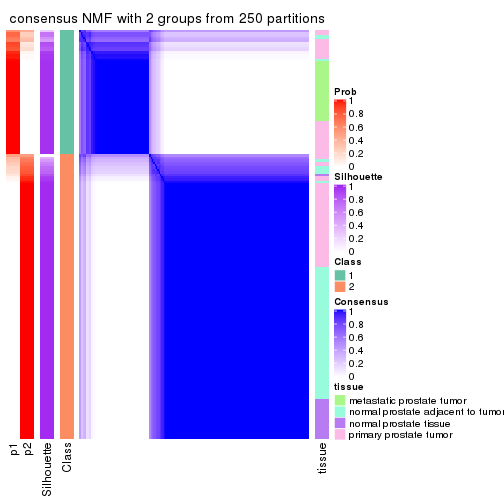 consensus NMF with 2 groups from 250 partitions
Prob
1
0.8
0.6
0.4
0.2
0
Silhouette
1
0.8
0.6
0.4
0.2
0
Class
1
2
Consensus
1
0.8
0.6
0.4
0.2
0
tissue
metastatic prostate tumor
normal prostate adjacent to tumor
normal prostate tissue
primary prostate tumor
p1
p2
Silhouette
Class
tissue